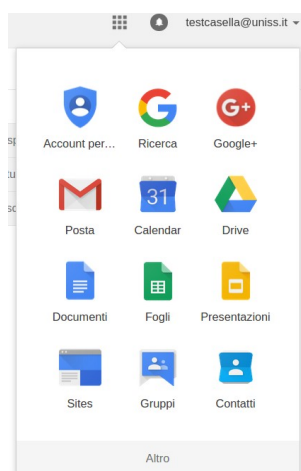 testcasella@uniss.it
Account per... Ricerca Google+
G G+
Posta Calendar Drive
31
Documenti Fogli Presentazioni
Sites Gruppi Contatti
Altro